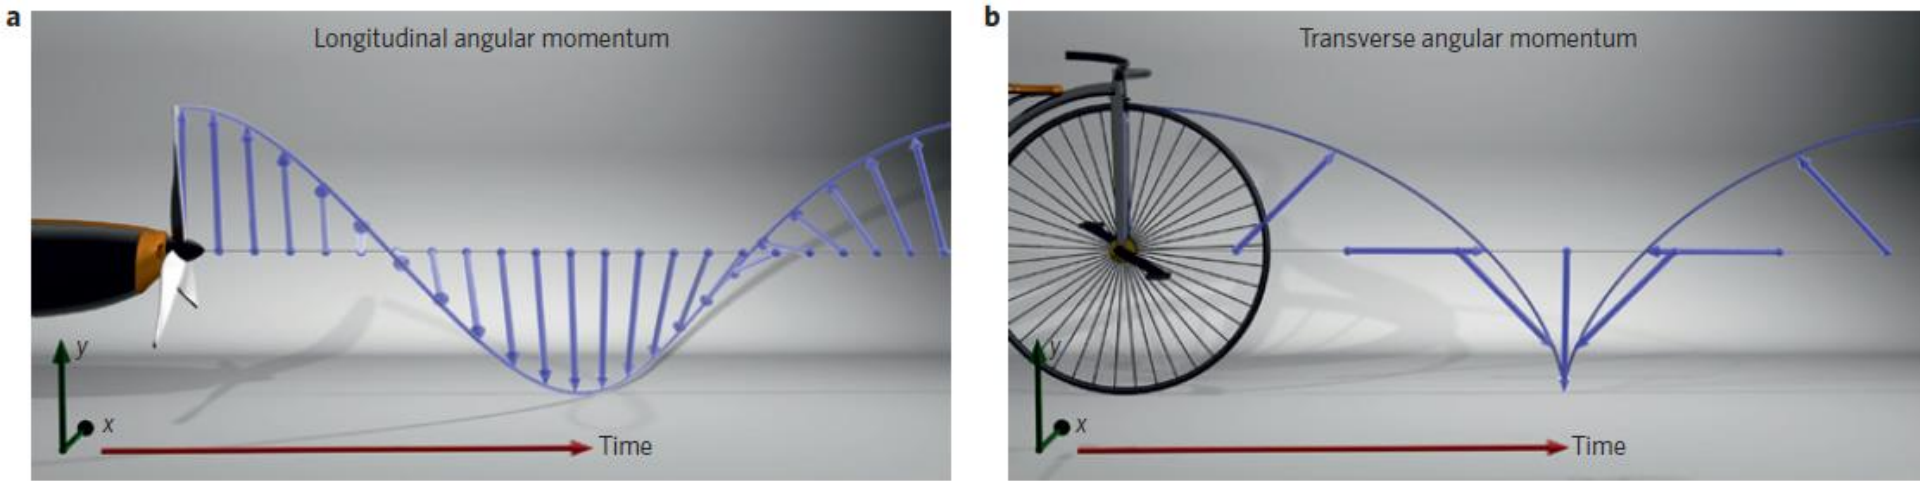 a
Longitudinal angular momentum
y
x
Time
b
Transverse angular momentum
y
x
Time